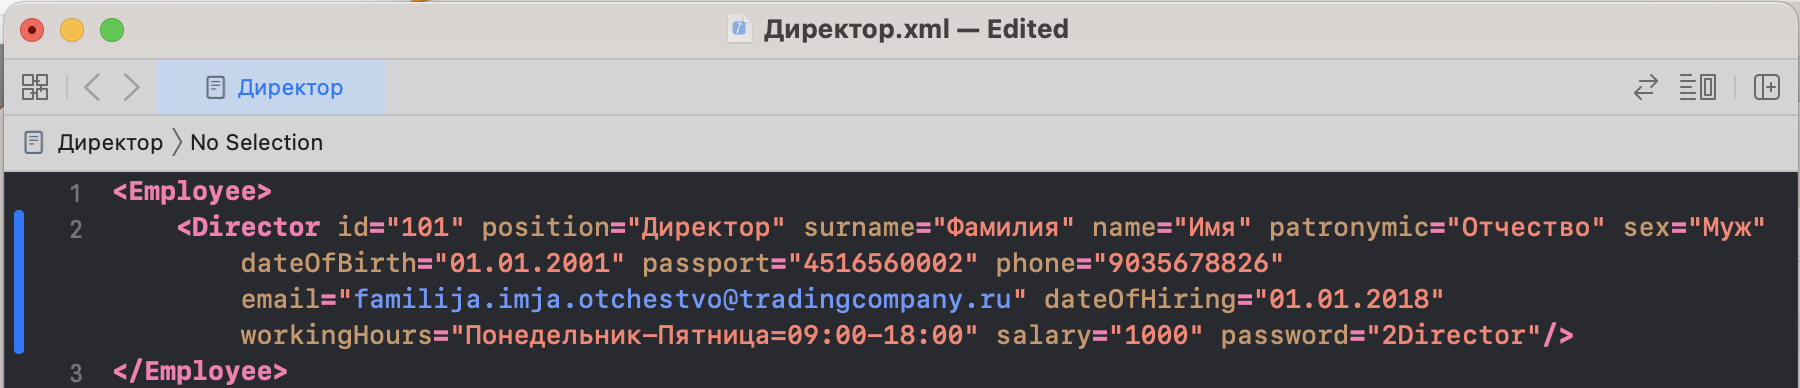 Директор.xml — Edited
Директор
Директор 〉 No Selection
1 <Employee>
2 <Director id="101" position="Директор" surname="Фамилия" name="Имя" patronymic="Отчество" sex="Муж"
dateOfBirth="01.01.2001" passport="4516560002" phone="9035678826"
email="familija.imja.otchestvo@tradingcompany.ru" dateOfHiring="01.01.2018"
workingHours="Понедельник-Пятница=09:00-18:00" salary="1000" password="2Director"/>
3 </Employee>